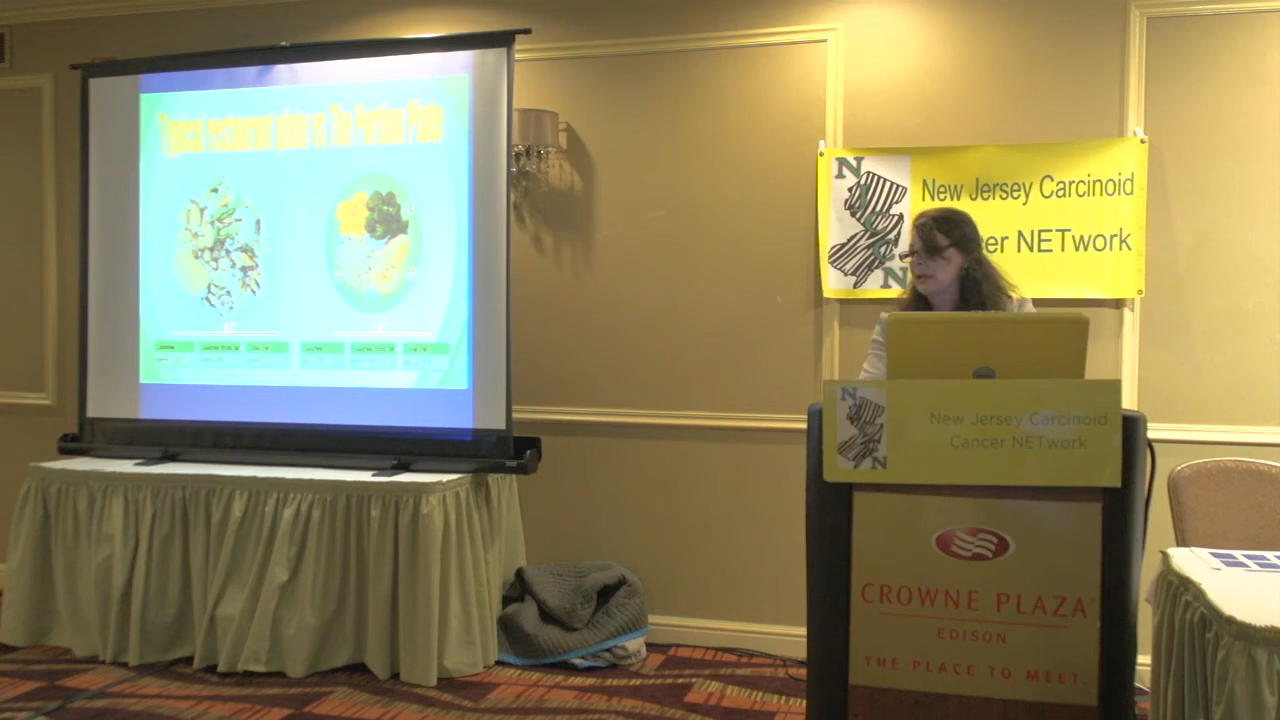 Typical restaurant plate vs The Portion Plate
NJCCN
New Jersey Carcinoid
Cancer NETwork
N
N
New Jersey Carcinoid
Cancer NETwork
CROWNE PLAZA
EDISON
THE PLACE TO MEET.